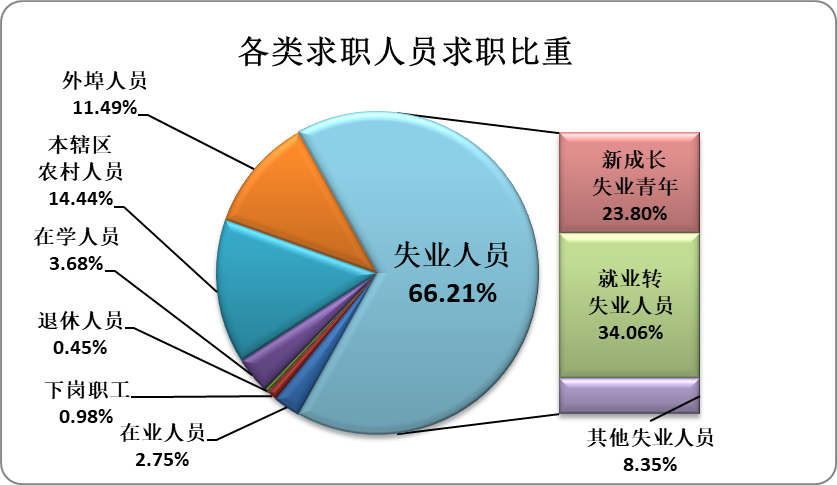 各类求职人员求职比重
外埠人员
11.49%
本辖区
农村人员
14.44%
在学人员
3.68%
退休人员
0.45%
下岗职工
0.98%
在业人员
2.75%
失业人员
66.21%
新成长
失业青年
23.80%
就业转
失业人员
34.06%
其他失业人员
8.35%